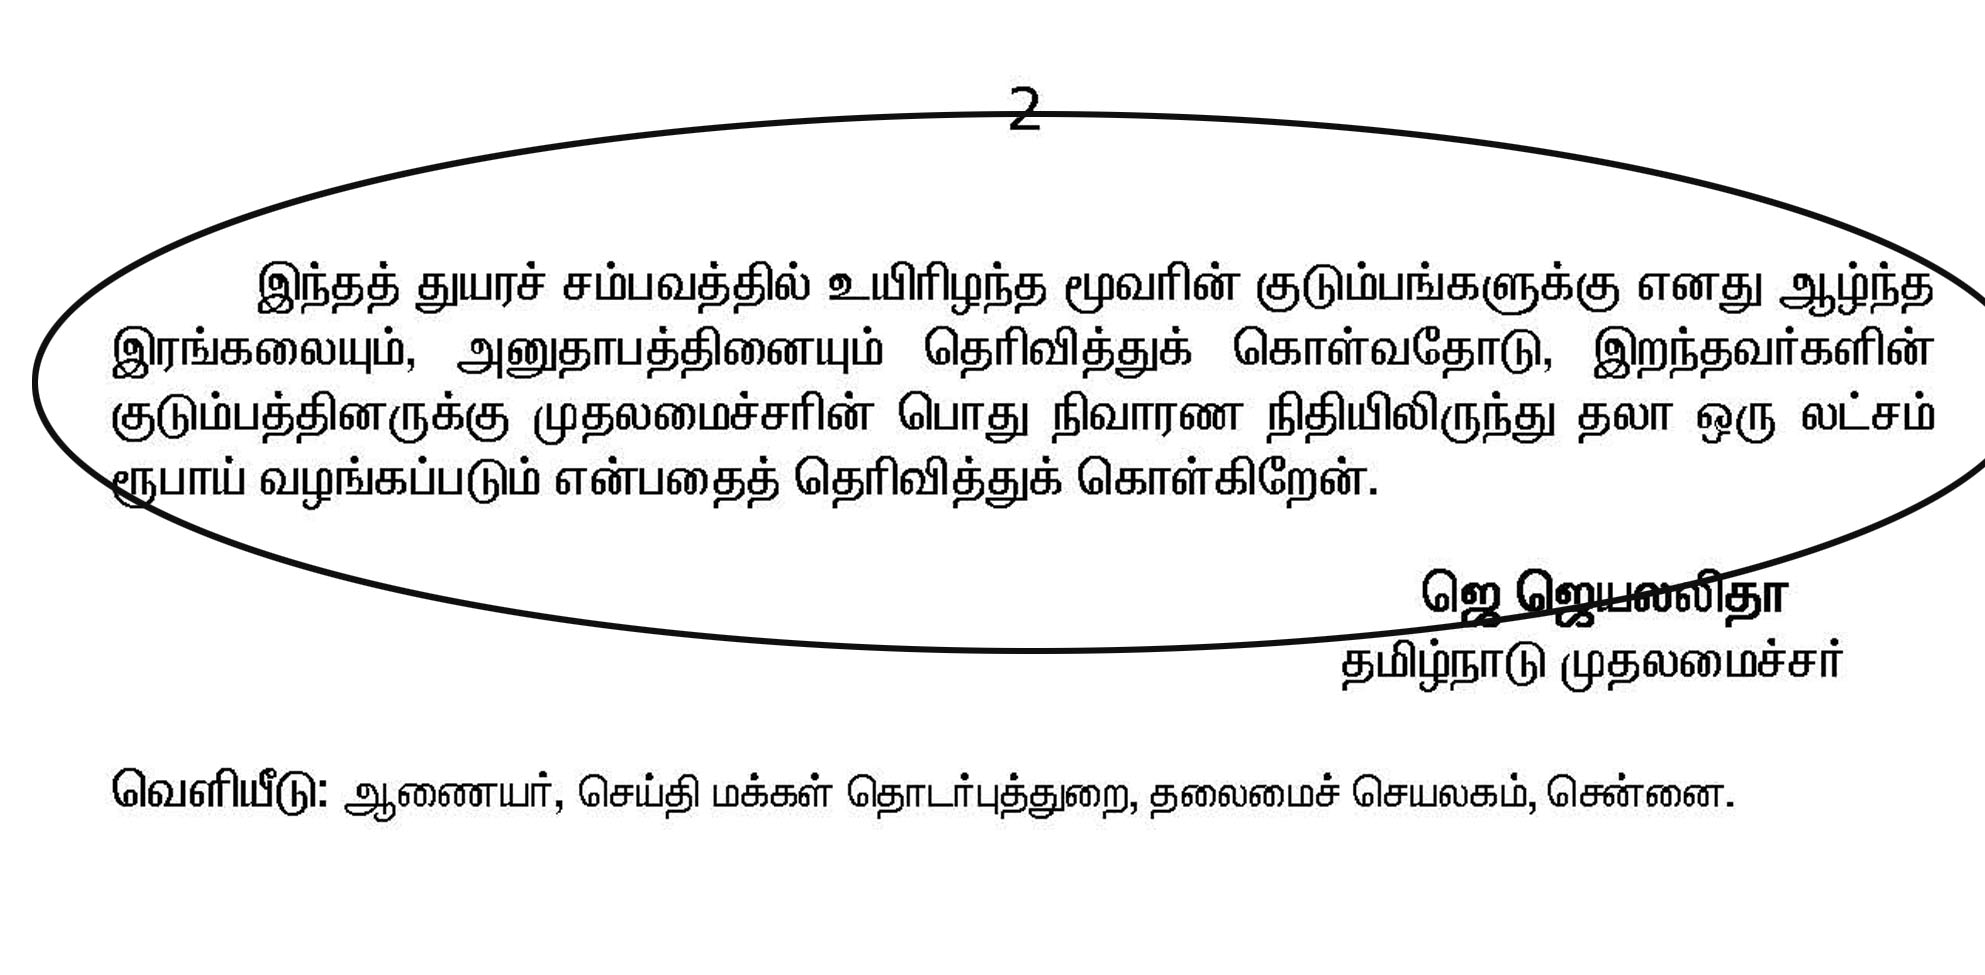 2
இந்தத் துயரச் சம்பவத்தில் உயிரிழந்த மூவரின் குடும்பங்களுக்கு எனது ஆழ்ந்த
இரங்கலையும், அனுதாபத்தினையும் தெரிவித்துக் கொள்வதோடு, இறந்தவர்களின்
குடும்பத்தினருக்கு முதலமைச்சரின் பொது நிவாரண நிதியிலிருந்து தலா ஒரு லட்சம்
ரூபாய் வழங்கப்படும் என்பதைத் தெரிவித்துக் கொள்கிறேன்.
ஜெ ஜெயலலிதா
தமிழ்நாடு முதலமைச்சர்
வெளியீடு: ஆணையர், செய்தி மக்கள் தொடர்புத்துறை, தலைமைச் செயலகம், சென்னை.